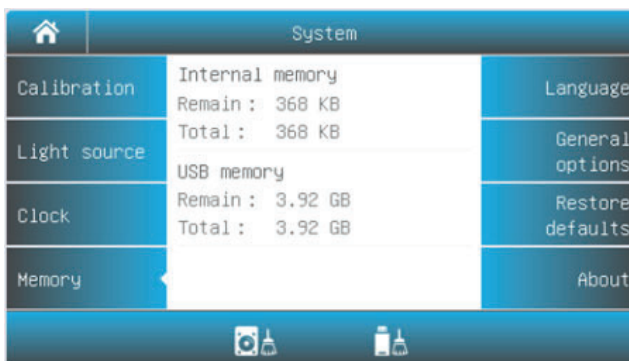 System
Calibration
Light source
Clock
Memory
Internal memory
Remain : 368 KB
Total : 368 KB
USB memory
Remain : 3.92 GB
Total : 3.92 GB
Language
General
options
Restore
defaults
About